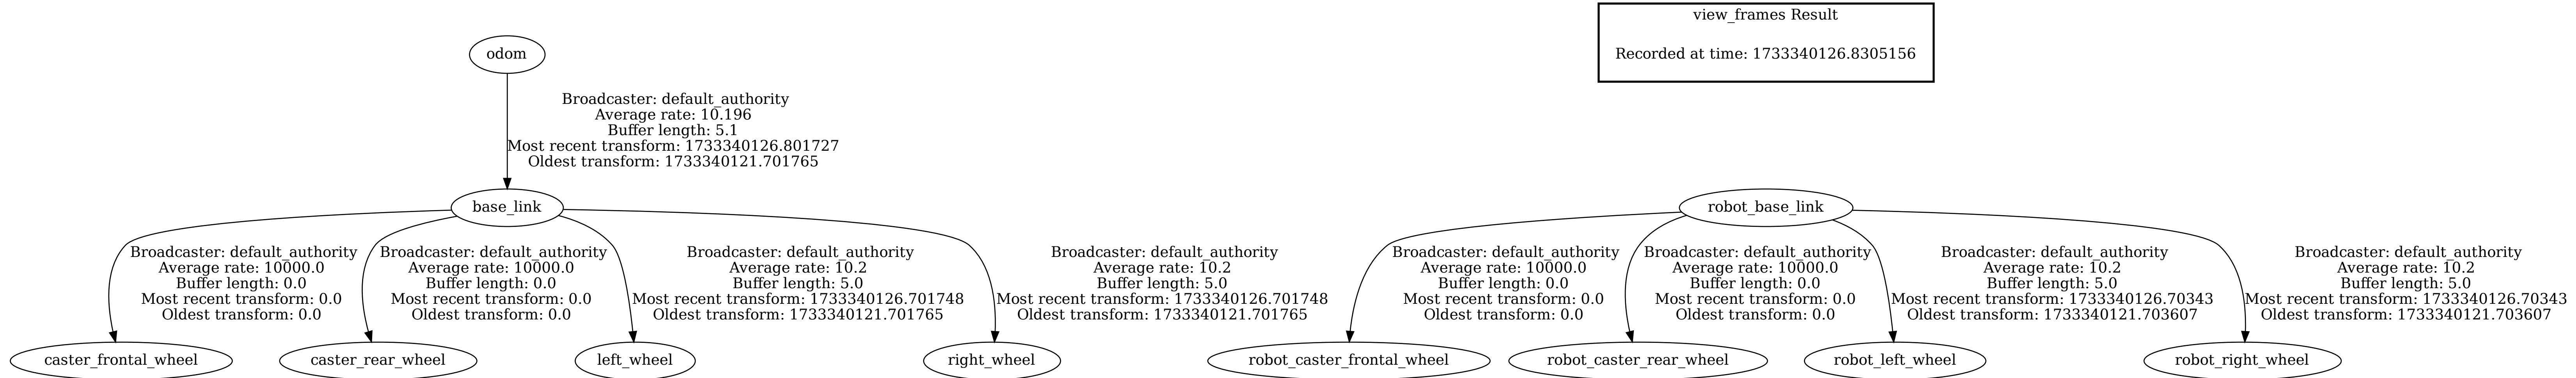 view_frames Result
Recorded at time: 1733340126.8305156
odom
Broadcaster: default_authority
Average rate: 10.196
Buffer length: 5.1
Most recent transform: 1733340126.801727
Oldest transform: 1733340121.701765
base_link
robot_base_link
Broadcaster: default_authority
Average rate: 10000.0
Buffer length: 0.0
Most recent transform: 0.0
Oldest transform: 0.0
Broadcaster: default_authority
Average rate: 10000.0
Buffer length: 0.0
Most recent transform: 0.0
Oldest transform: 0.0
Broadcaster: default_authority
Average rate: 10.2
Buffer length: 5.0
Most recent transform: 1733340126.701748
Oldest transform: 1733340121.701765
Broadcaster: default_authority
Average rate: 10.2
Buffer length: 5.0
Most recent transform: 1733340126.701748
Oldest transform: 1733340121.701765
Broadcaster: default_authority
Average rate: 10000.0
Buffer length: 0.0
Most recent transform: 0.0
Oldest transform: 0.0
Broadcaster: default_authority
Average rate: 10000.0
Buffer length: 0.0
Most recent transform: 0.0
Oldest transform: 0.0
Broadcaster: default_authority
Average rate: 10.2
Buffer length: 5.0
Most recent transform: 1733340126.70343
Oldest transform: 1733340121.703607
Broadcaster: default_authority
Average rate: 10.2
Buffer length: 5.0
Most recent transform: 1733340126.70343
Oldest transform: 1733340121.703607
caster_frontal_wheel
caster_rear_wheel
left_wheel
right_wheel
robot_caster_frontal_wheel
robot_caster_rear_wheel
robot_left_wheel
robot_right_wheel